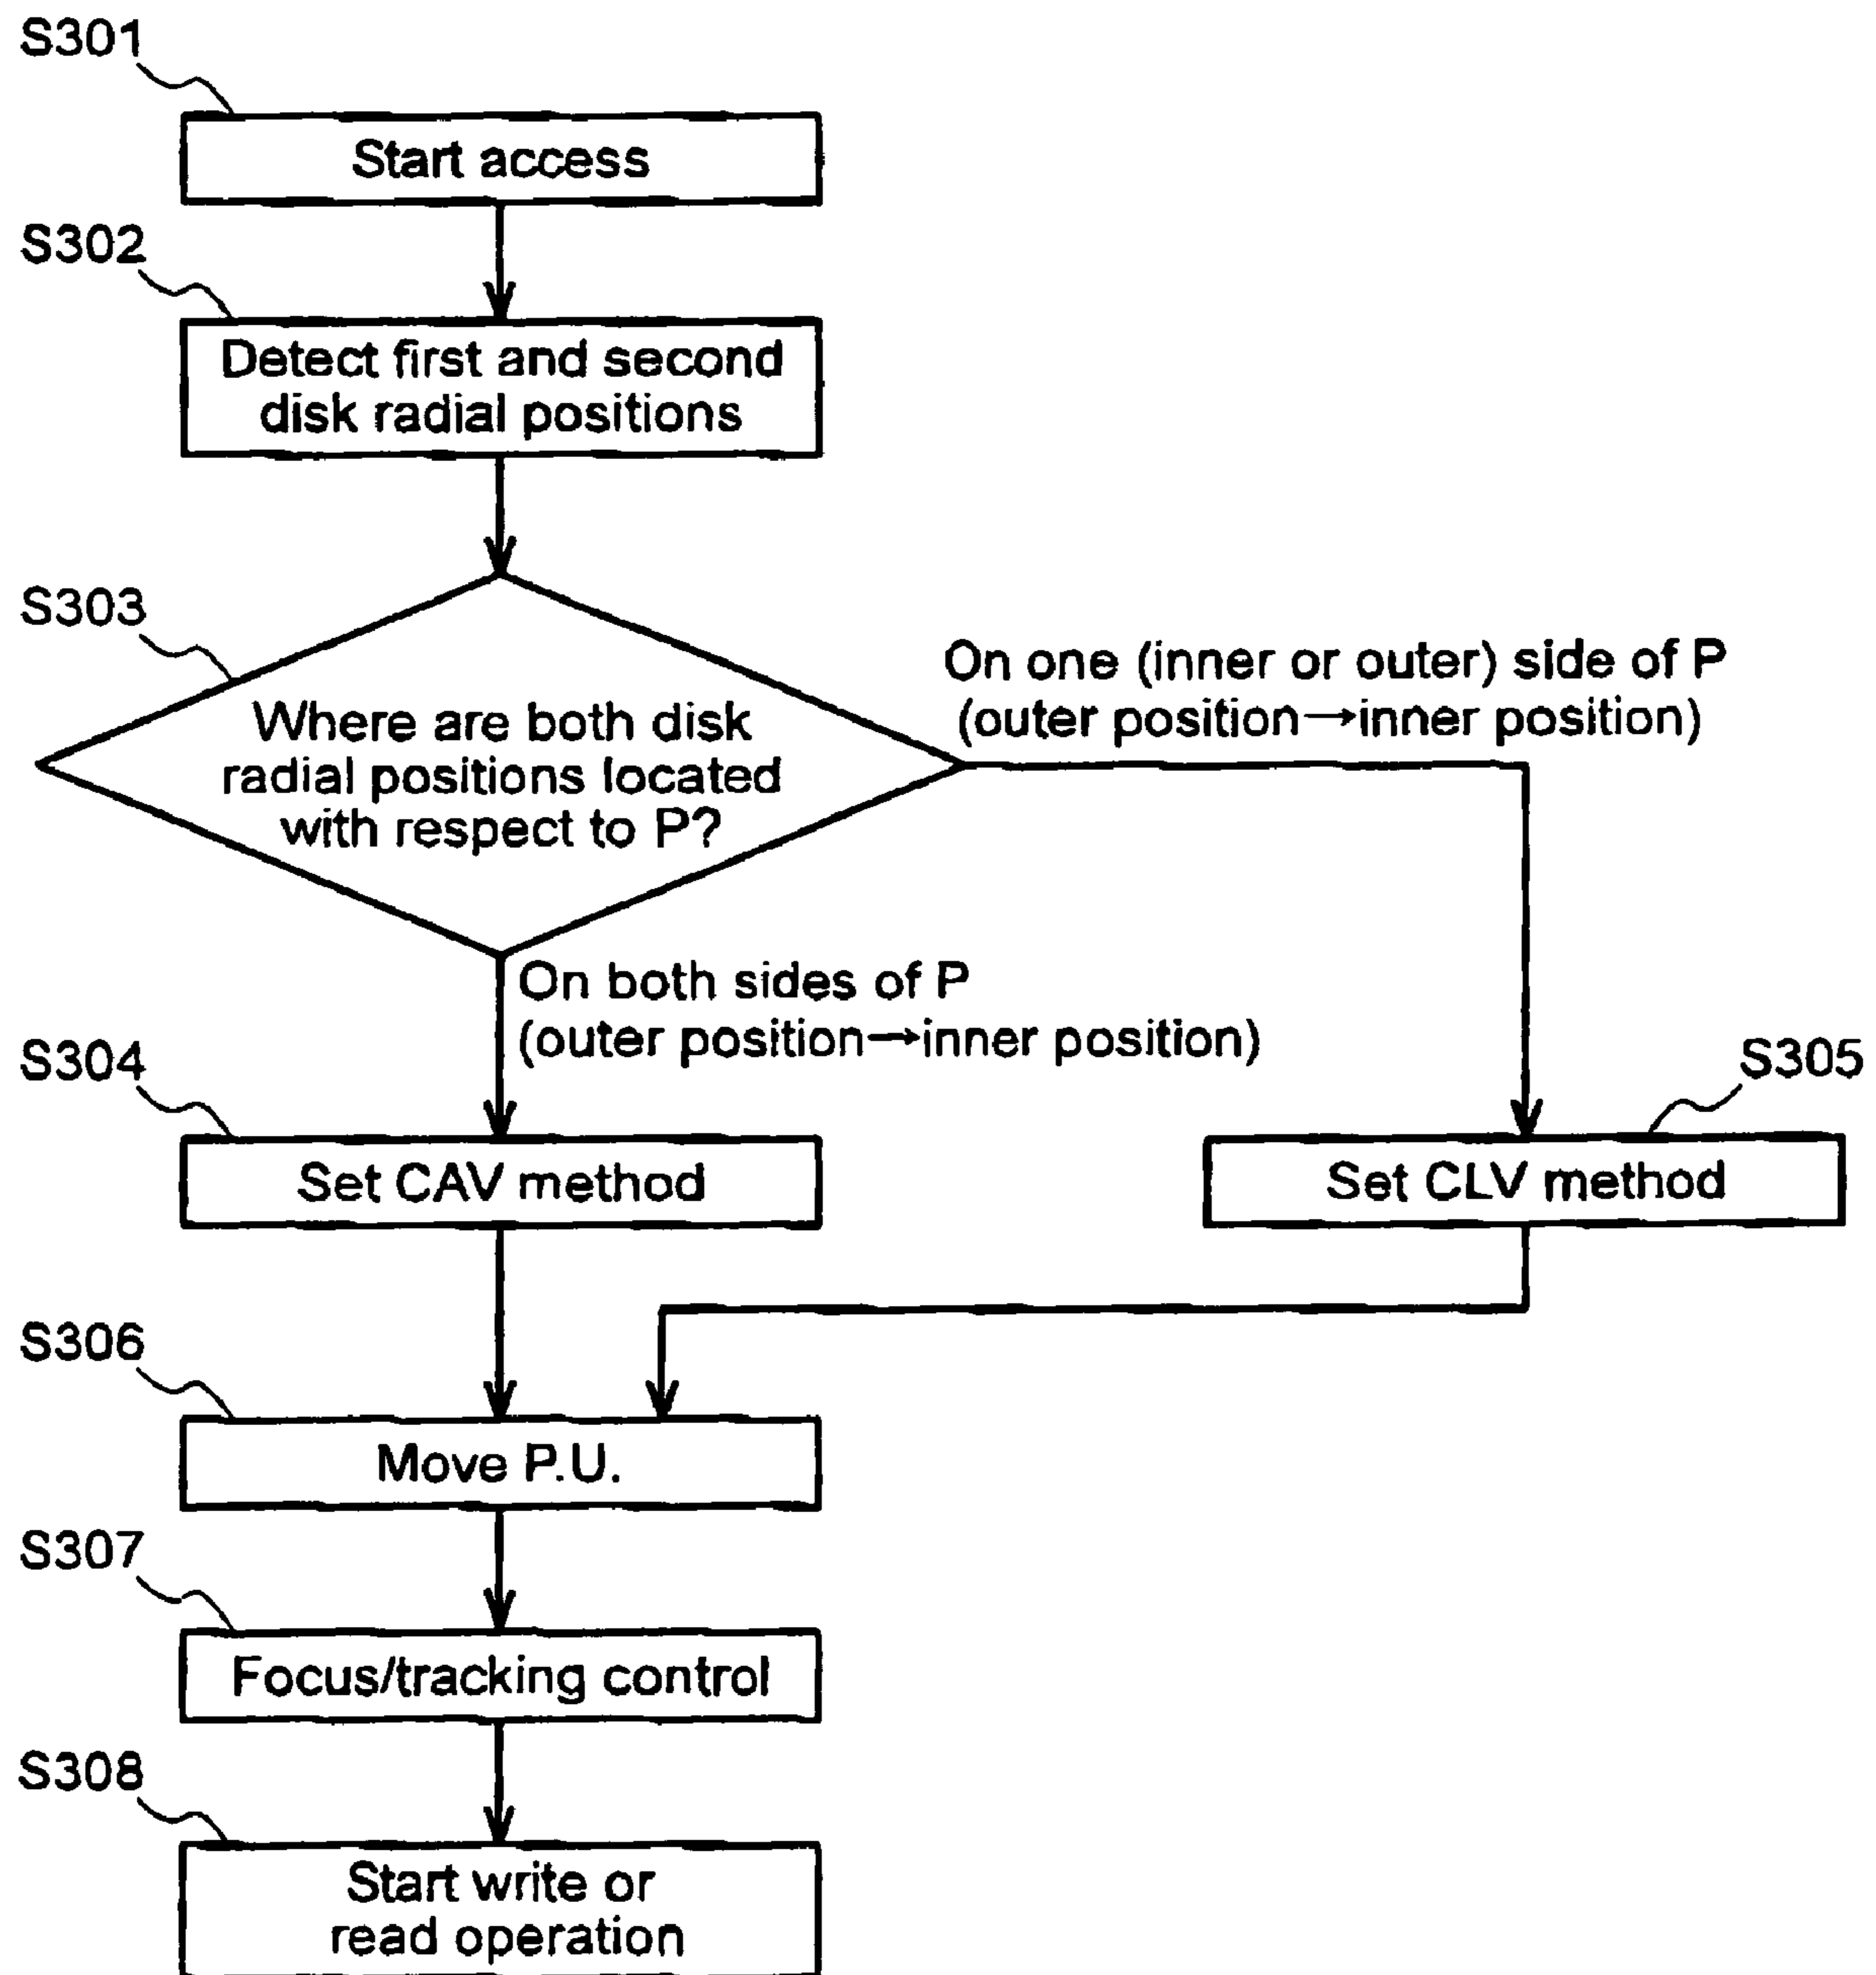 S301
Start access
S302
Detect first and second
disk radial positions
S303
Where are both disk
radial positions located
with respect to P?
On one (inner or outer) side of P
(outer position→inner position)
On both sides of P
(outer position→inner position)
S304
Set CAV method
S305
Set CLV method
S306
Move P.U.
S307
Focus/tracking control
S308
Start write or
read operation